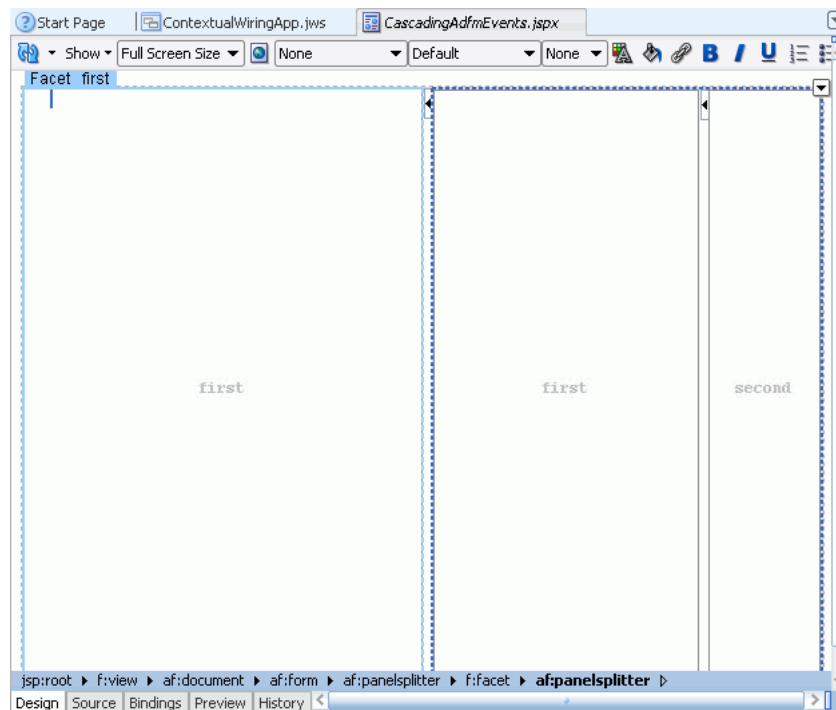 Start Page ContextualWiringApp.jws CascadingAdfmEvents.jspx
Show Full Screen Size None Default None B I U
Facet first
first first second
jsp:root f:view af:document af:form af:panelsplitter f:facet af:panelsplitter
Design Source Bindings Preview History